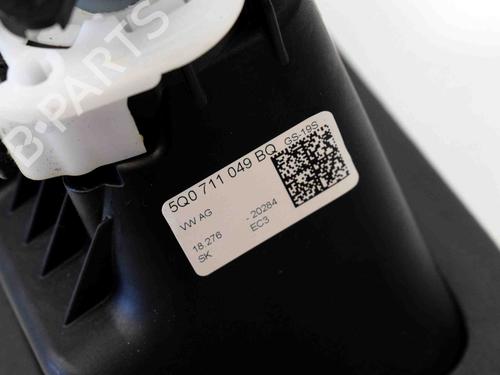 B-PARTS
5Q0 711 049 BQ GS-19S
VW AG
18.276 - 20284
SK EC3